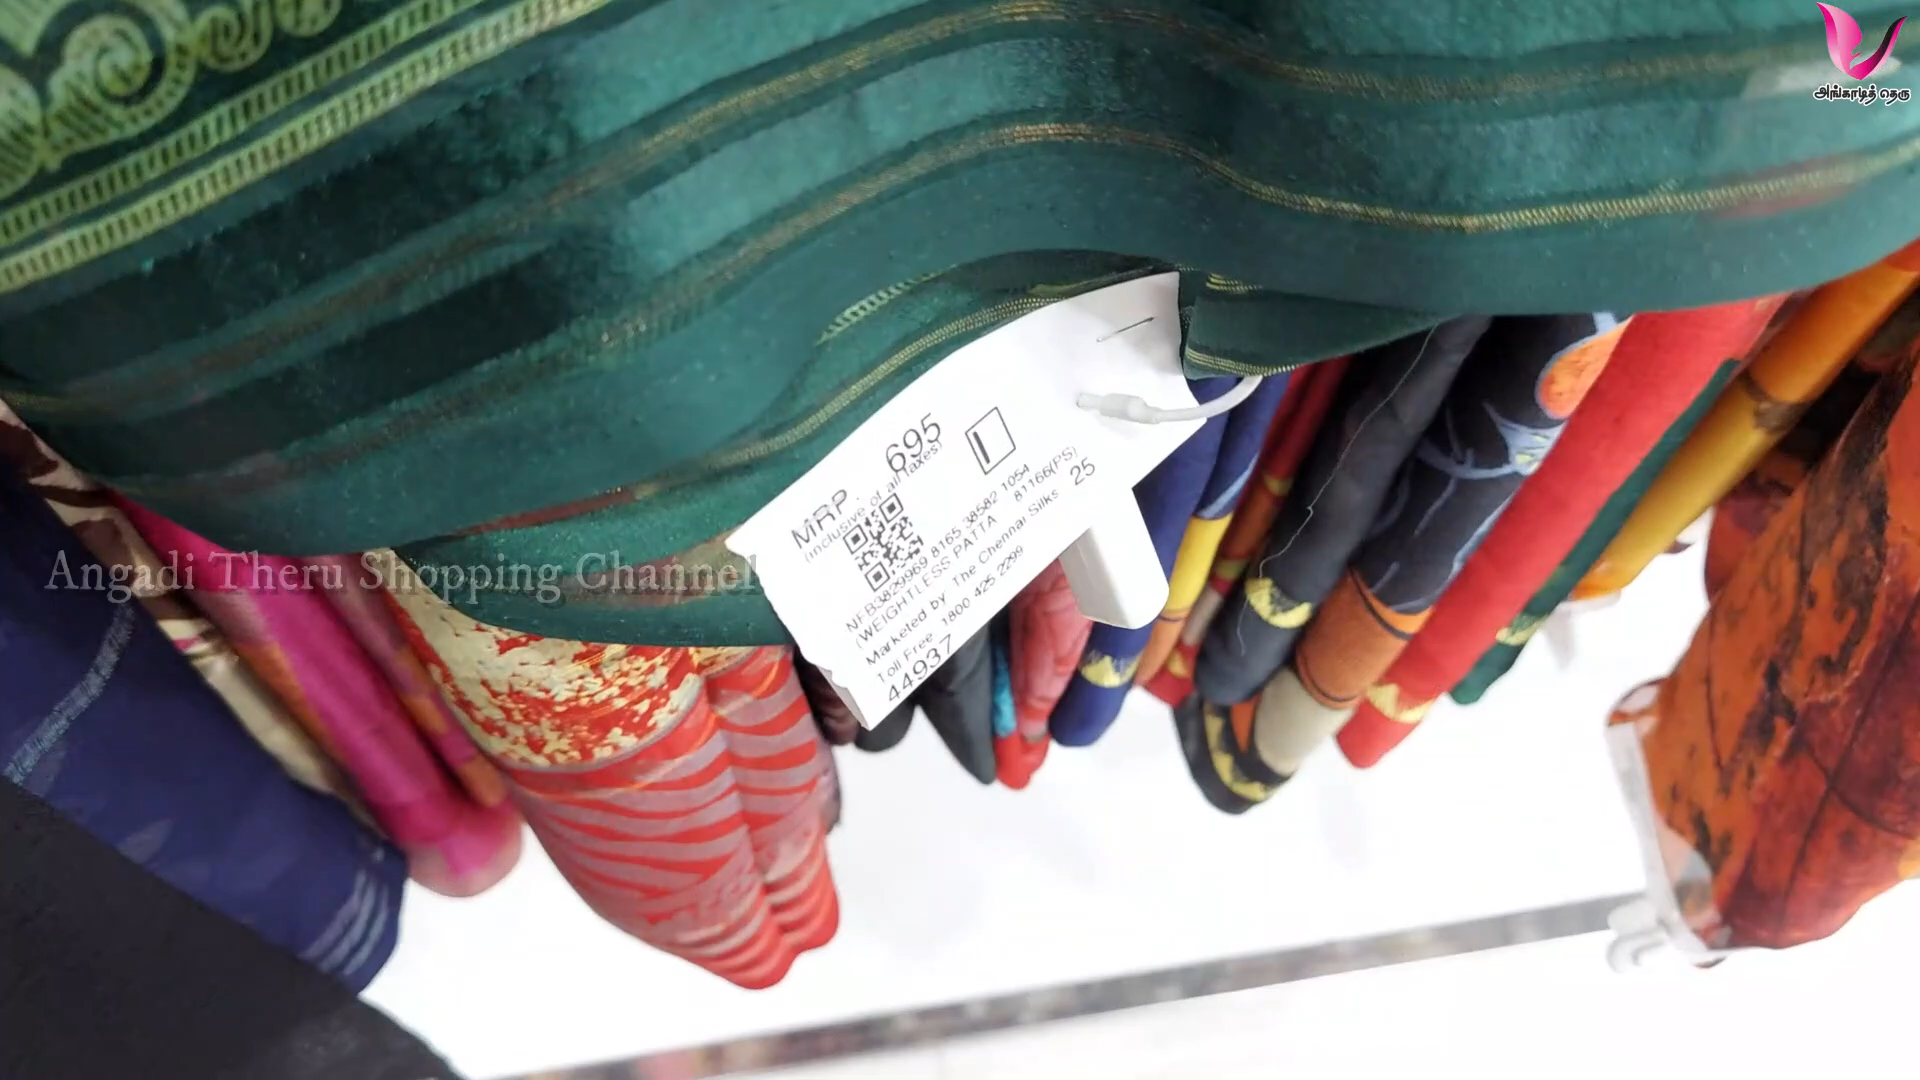 அங்காடித் தெரு
MRP. 695
(Inclusive of all taxes)
L
NFB3829969 8165 38582 1054
(WEIGHTLESS PATTA 81166(PS)
Marketed by The Chennai Silks 25
Toll Free 1800 425 2299
44937
Angadi Theru Shopping Channel